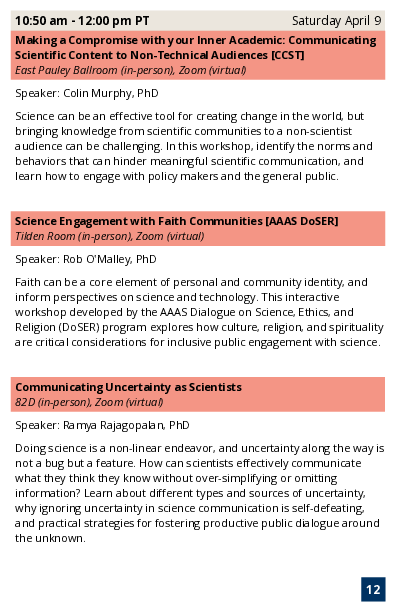 10:50 am - 12:00 pm PT Saturday April 9
Making a Compromise with your Inner Academic: Communicating
Scientific Content to Non-Technical Audiences [CCST]
East Pauley Ballroom (in-person), Zoom (virtual)
Speaker: Colin Murphy, PhD
Science can be an effective tool for creating change in the world, but
bringing knowledge from scientific communities to a non-scientist
audience can be challenging. In this workshop, identify the norms and
behaviors that can hinder meaningful scientific communication, and
learn how to engage with policy makers and the general public.
Science Engagement with Faith Communities [AAAS DoSER]
Tilden Room (in-person), Zoom (virtual)
Speaker: Rob O'Malley, PhD
Faith can be a core element of personal and community identity, and
inform perspectives on science and technology. This interactive
workshop developed by the AAAS Dialogue on Science, Ethics, and
Religion (DoSER) program explores how culture, religion, and spirituality
are critical considerations for inclusive public engagement with science.
Communicating Uncertainty as Scientists
82D (in-person), Zoom (virtual)
Speaker: Ramya Rajagopalan, PhD
Doing science is a non-linear endeavor, and uncertainty along the way is
not a bug but a feature. How can scientists effectively communicate
what they think they know without over-simplifying or omitting
information? Learn about different types and sources of uncertainty,
why ignoring uncertainty in science communication is self-defeating,
and practical strategies for fostering productive public dialogue around
the unknown.
12